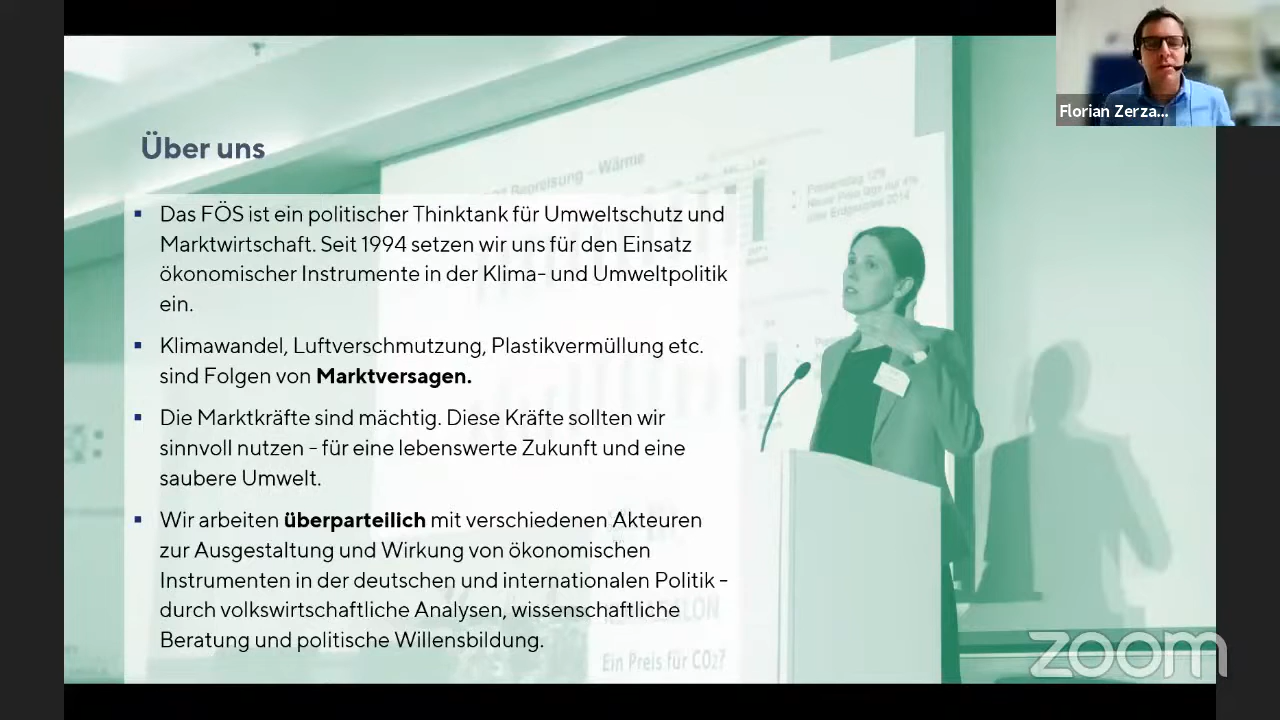 Florian Zerza...
Über uns
▪ Das FÖS ist ein politischer Thinktank für Umweltschutz und
Marktwirtschaft. Seit 1994 setzen wir uns für den Einsatz
ökonomischer Instrumente in der Klima- und Umweltpolitik
ein.
▪ Klimawandel, Luftverschmutzung, Plastikvermüllung etc.
sind Folgen von Marktversagen.
▪ Die Marktkräfte sind mächtig. Diese Kräfte sollten wir
sinnvoll nutzen – für eine lebenswerte Zukunft und eine
saubere Umwelt.
▪ Wir arbeiten überparteilich mit verschiedenen Akteuren
zur Ausgestaltung und Wirkung von ökonomischen
Instrumenten in der deutschen und internationalen Politik –
durch volkswirtschaftliche Analysen, wissenschaftliche
Beratung und politische Willensbildung.
Bepreisung – Wärme
Ein Preis für CO2?
zoom